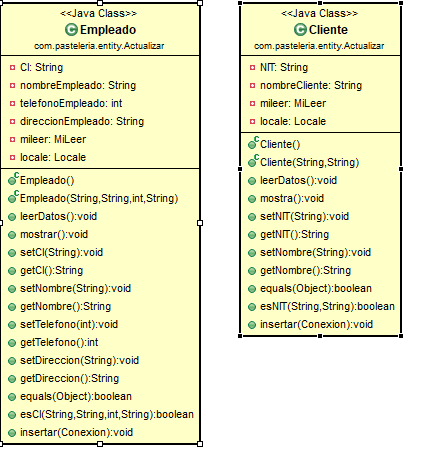 <<Java Class>>
Empleado
com.pasteleria.entity.Actualizar
CI: String
nombreEmpleado: String
telefonoEmpleado: int
direccionEmpleado: String
mileer: MiLeer
locale: Locale
Empleado()
Empleado(String,String,int,String)
leerDatos():void
mostrar():void
setCI(String):void
getCI():String
setNombre(String):void
getNombre():String
setTelefono(int):void
getTelefono():int
setDireccion(String):void
getDireccion():String
equals(Object):boolean
esCI(String,String,int,String):boolean
insertar(Conexion):void
<<Java Class>>
Cliente
com.pasteleria.entity.Actualizar
NIT: String
nombreCliente: String
mileer: MiLeer
locale: Locale
Cliente()
Cliente(String,String)
leerDatos():void
mostra():void
setNIT(String):void
getNIT():String
setNombre(String):void
getNombre():String
equals(Object):boolean
esNIT(String,String):boolean
insertar(Conexion):void